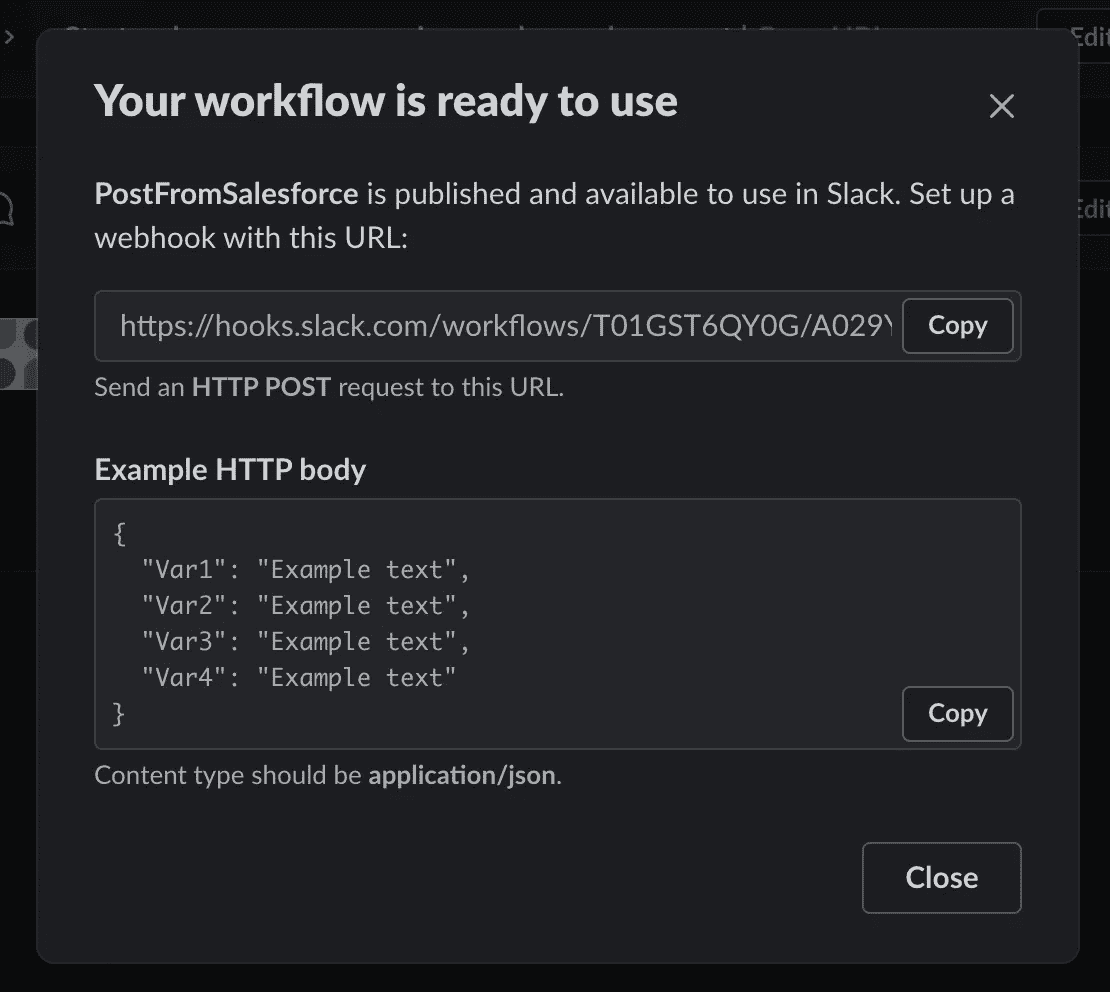 Edit
Your workflow is ready to use
PostFromSalesforce is published and available to use in Slack. Set up a
webhook with this URL:
https://hooks.slack.com/workflows/T01GST6QY0G/A029Y
Copy
Send an HTTP POST request to this URL.
Example HTTP body
{
"Var1": "Example text",
"Var2": "Example text",
"Var3": "Example text",
"Var4": "Example text"
}
Copy
Content type should be application/json.
Close
Edit